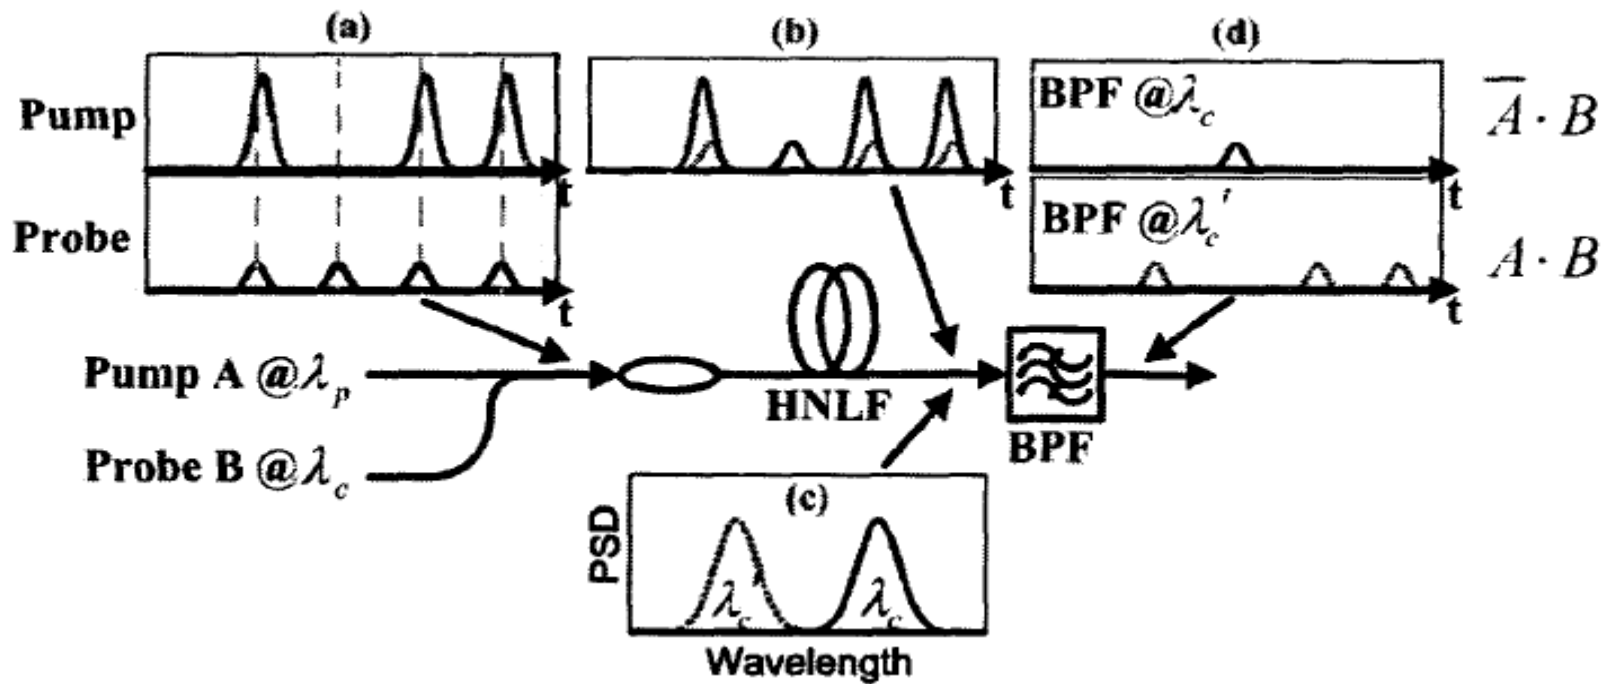 (a)
Pump
t
Probe
t
(b)
t
(d)
BPF @λc
t
A̅ · B
BPF @λc'
t
A · B
Pump A @λp
Probe B @λc
HNLF
BPF
(c)
PSD
λc'
λc
Wavelength